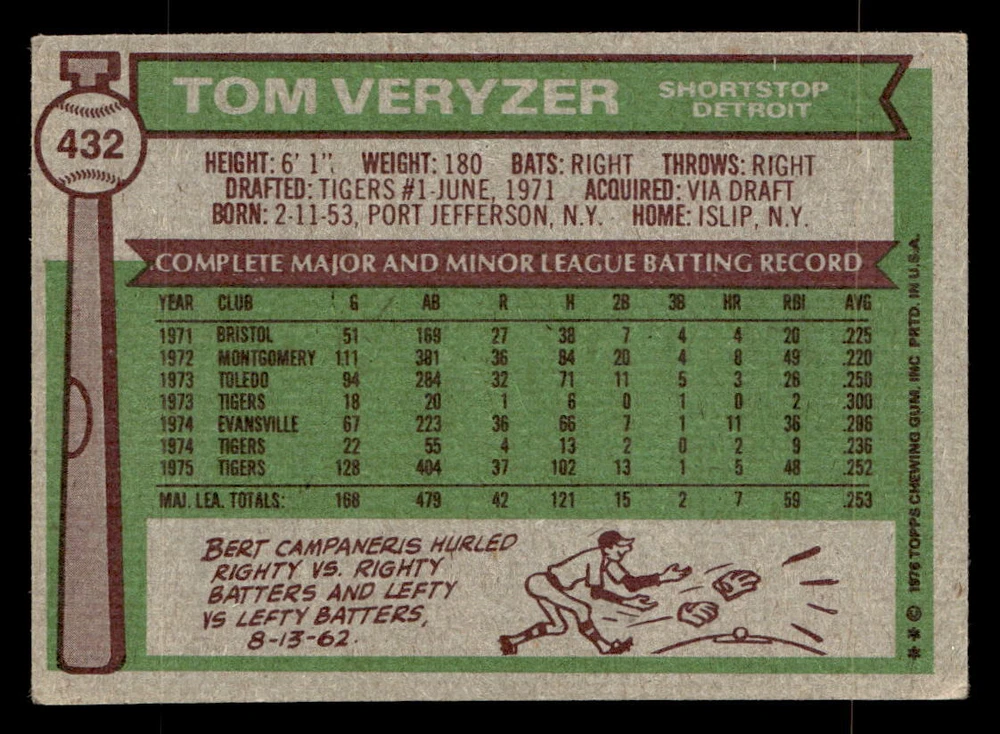 432
TOM VERYZER
SHORTSTOP
DETROIT
HEIGHT: 6' 1" WEIGHT: 180 BATS: RIGHT THROWS: RIGHT
DRAFTED: TIGERS #1-JUNE, 1971 ACQUIRED: VIA DRAFT
BORN: 2-11-53, PORT JEFFERSON, N.Y. HOME: ISLIP, N.Y.
COMPLETE MAJOR AND MINOR LEAGUE BATTING RECORD
YEAR CLUB G AB R H 2B 3B HR RBI AVG
1971 BRISTOL 51 169 27 38 7 4 4 20 .225
1972 MONTGOMERY 111 381 36 84 20 4 8 49 .220
1973 TOLEDO 94 284 32 71 11 5 3 26 .250
1973 TIGERS 18 20 1 6 0 1 0 2 .300
1974 EVANSVILLE 67 223 36 66 7 1 11 36 .296
1974 TIGERS 22 55 4 13 2 0 2 9 .236
1975 TIGERS 128 404 37 102 13 1 5 48 .252
MAJ. LEA. TOTALS: 168 479 42 121 15 2 7 59 .253
BERT CAMPANERIS HURLED
RIGHTY VS. RIGHTY
BATTERS AND LEFTY
VS LEFTY BATTERS,
8-13-62.
** © 1976 TOPPS CHEWING GUM, INC PRTD. IN U.S.A.